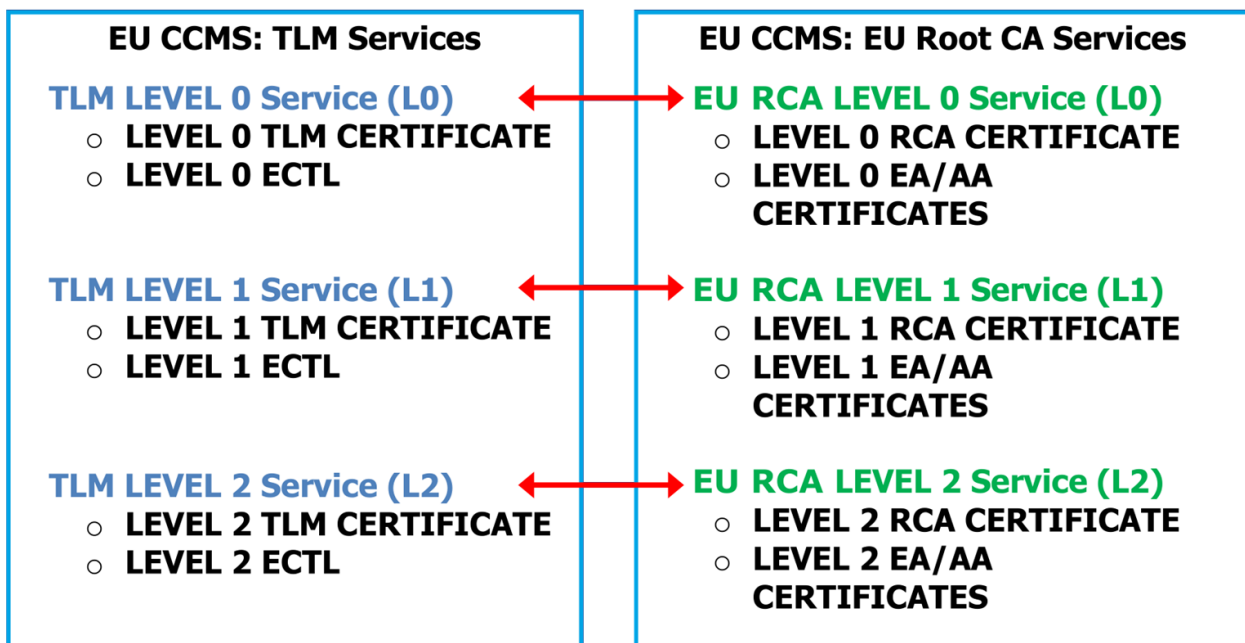 EU CCMS: TLM Services
TLM LEVEL 0 Service (L0)
○ LEVEL 0 TLM CERTIFICATE
○ LEVEL 0 ECTL
TLM LEVEL 1 Service (L1)
○ LEVEL 1 TLM CERTIFICATE
○ LEVEL 1 ECTL
TLM LEVEL 2 Service (L2)
○ LEVEL 2 TLM CERTIFICATE
○ LEVEL 2 ECTL
EU CCMS: EU Root CA Services
EU RCA LEVEL 0 Service (L0)
○ LEVEL 0 RCA CERTIFICATE
○ LEVEL 0 EA/AA
CERTIFICATES
EU RCA LEVEL 1 Service (L1)
○ LEVEL 1 RCA CERTIFICATE
○ LEVEL 1 EA/AA
CERTIFICATES
EU RCA LEVEL 2 Service (L2)
○ LEVEL 2 RCA CERTIFICATE
○ LEVEL 2 EA/AA
CERTIFICATES